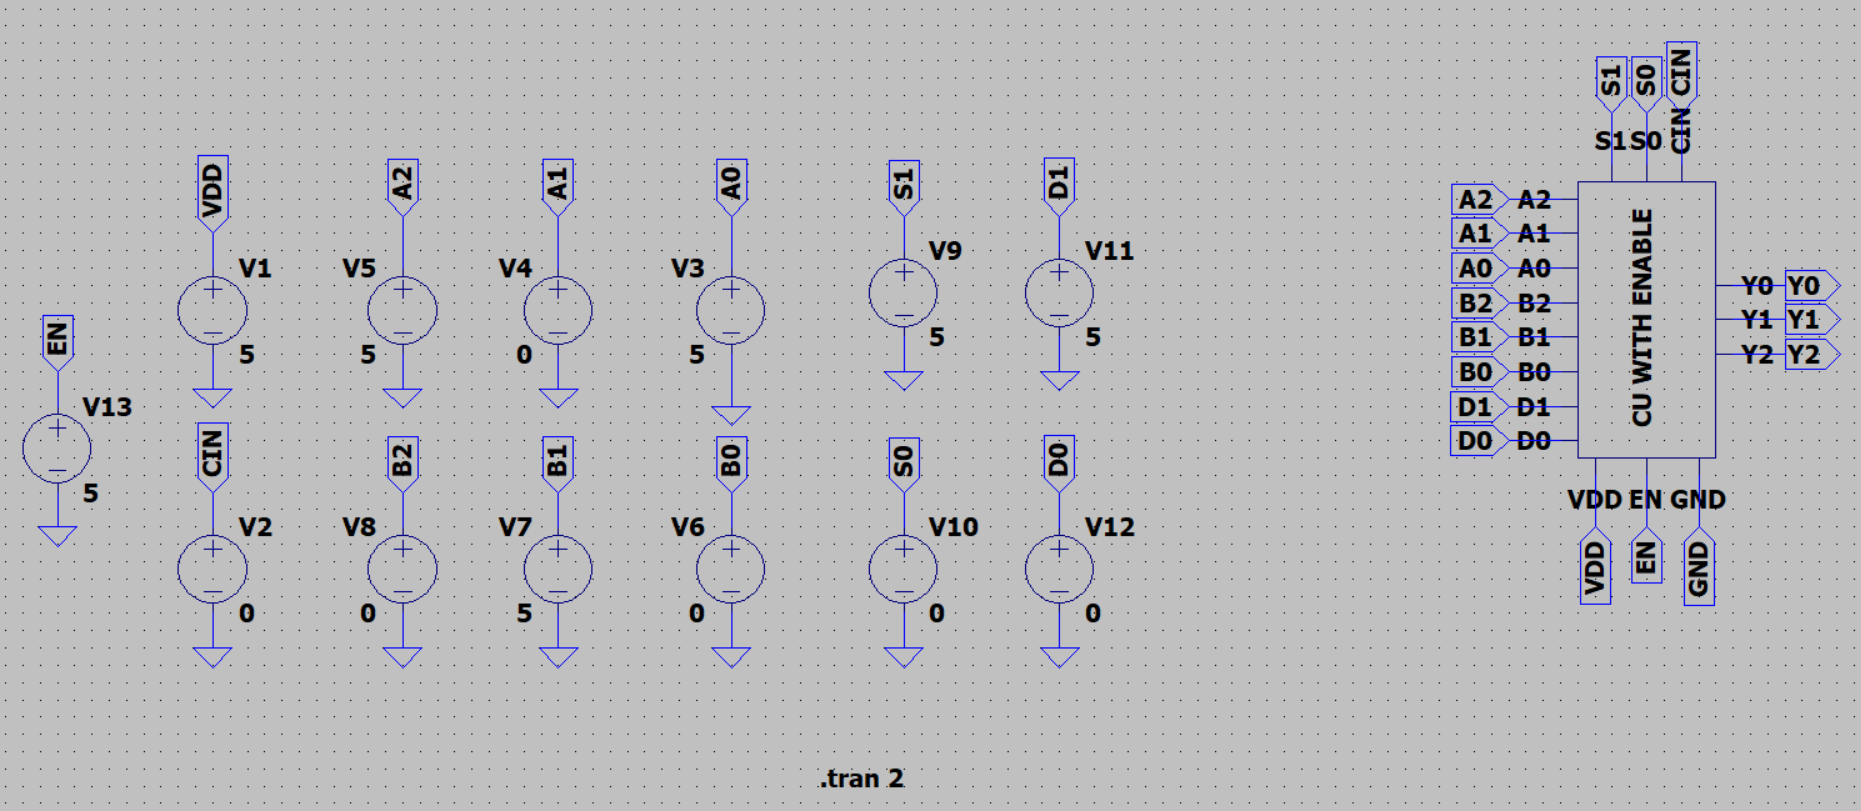 S1 S0 CIN
S1 S0 CIN
VDD A2 A1 A0 S1 D1
V1 V5 V4 V3 V9 V11
5 5 0 5 5 5
EN
V13
5
CIN B2 B1 B0 S0 D0
V2 V8 V7 V6 V10 V12
0 0 5 0 0 0
A2 A2
A1 A1
A0 A0
B2 B2
B1 B1
B0 B0
D1 D1
D0 D0
CU WITH ENABLE
Y0 Y0
Y1 Y1
Y2 Y2
VDD EN GND
VDD EN GND
.tran 2